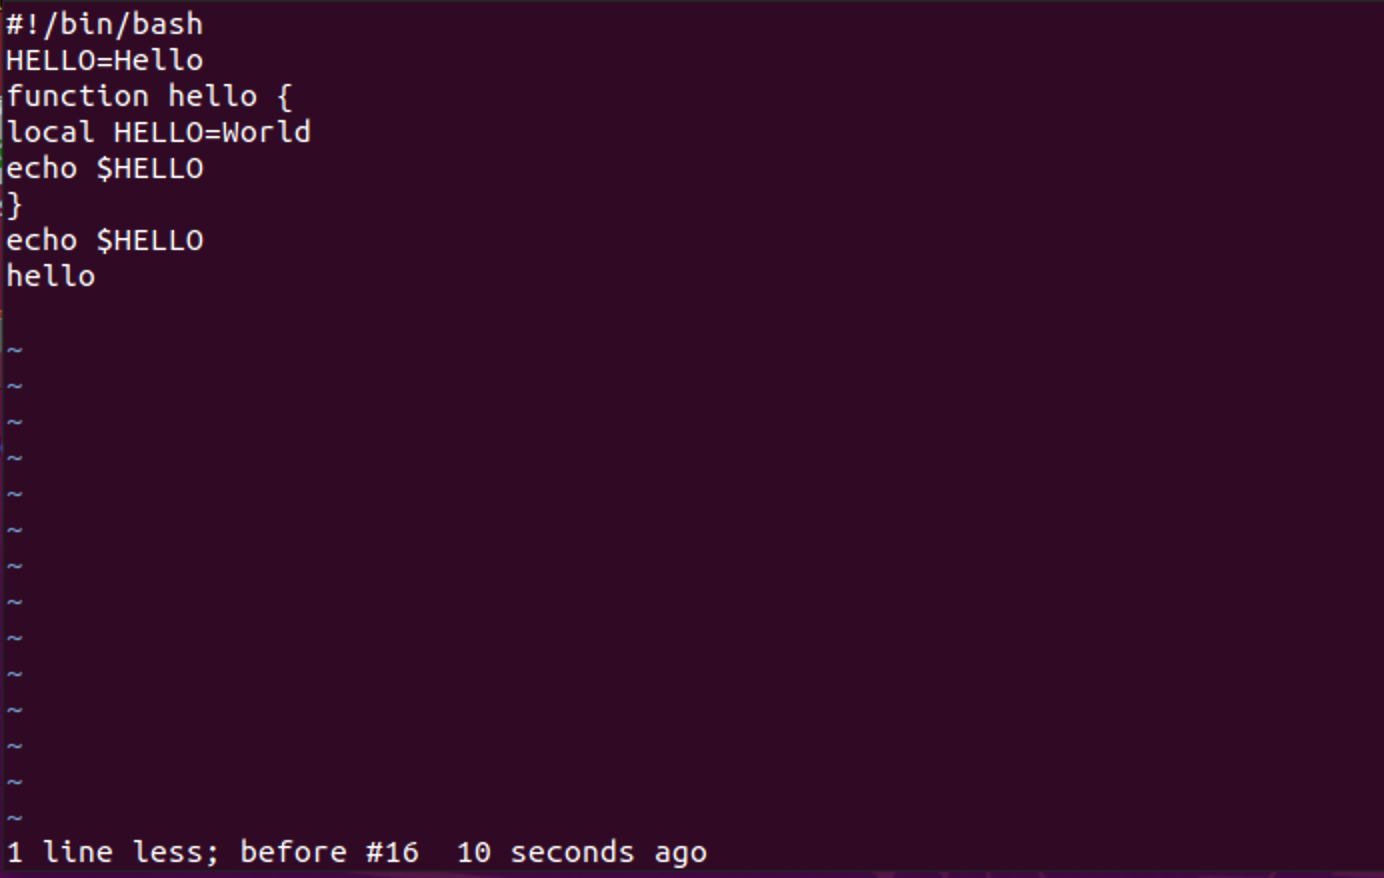 #!/bin/bash
HELLO=Hello
function hello {
local HELLO=World
echo $HELLO
}
echo $HELLO
hello
~
~
~
~
~
~
~
~
~
~
~
~
~
~
1 line less; before #16  10 seconds ago